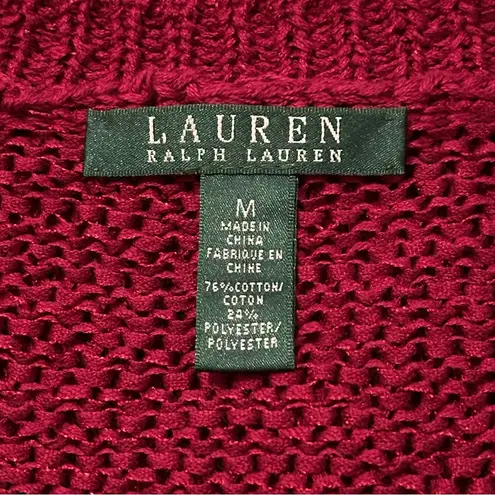 LAUREN
RALPH LAUREN
M
MADE IN
CHINA
FABRIQUE EN
CHINE
76%COTTON/
COTON
24%
POLYESTER/
POLYESTER